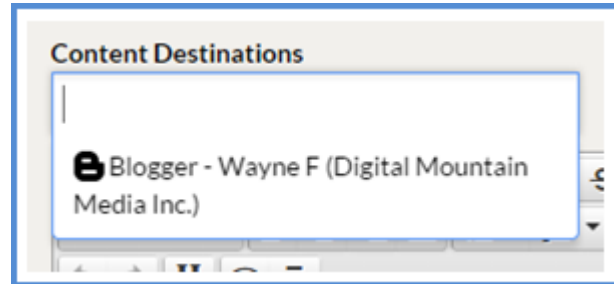 Content Destinations
Blogger - Wayne F (Digital Mountain
Media Inc.)